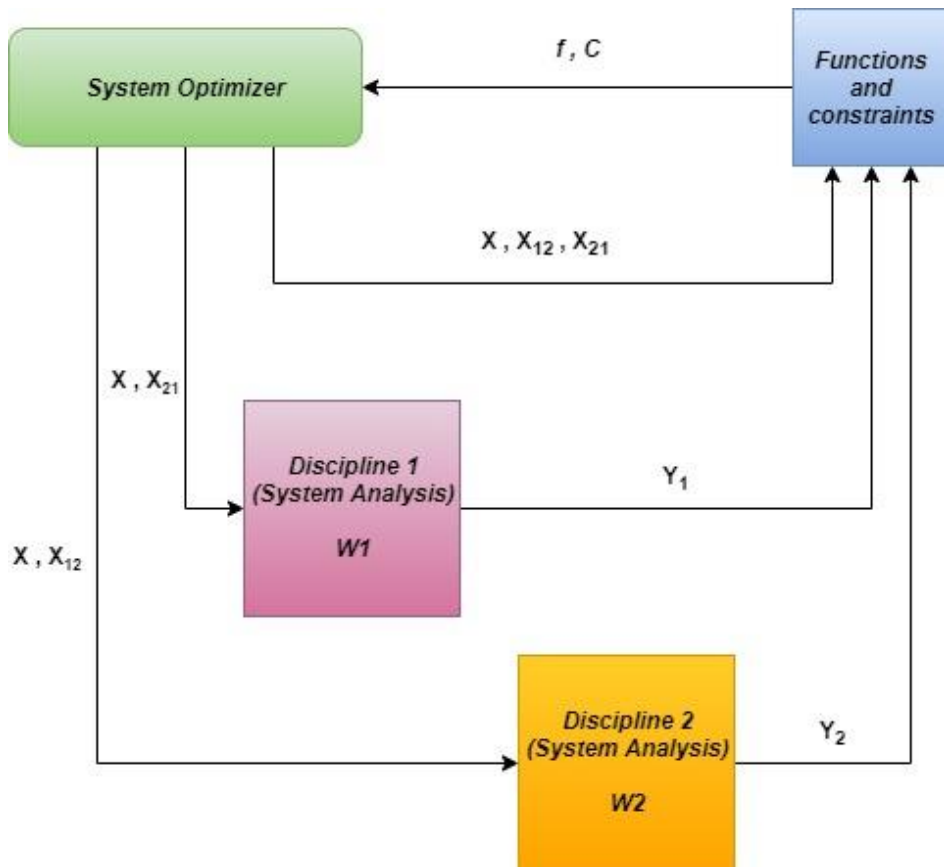 f , C
System Optimizer
Functions
and
constraints
X , X₁₂ , X₂₁
X , X₂₁
Discipline 1
(System Analysis)
W1
Y₁
X , X₁₂
Discipline 2
(System Analysis)
W2
Y₂